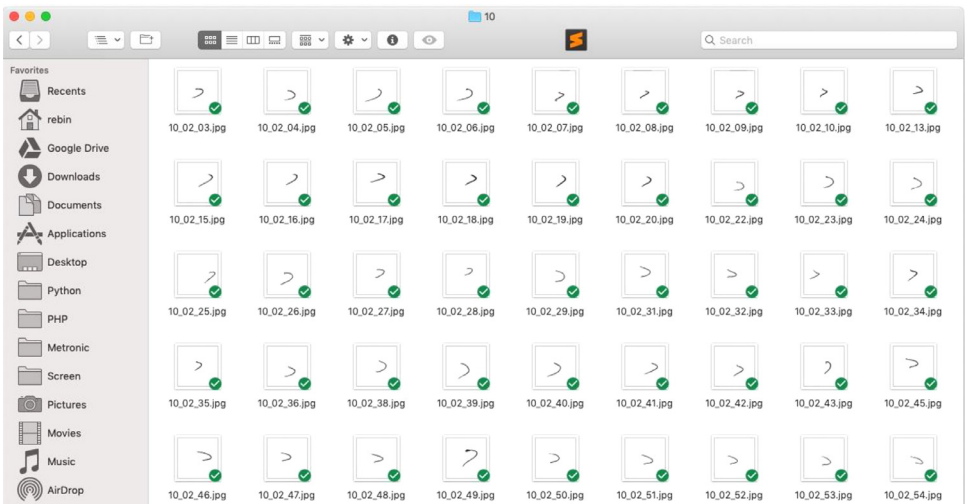 10
Search
Favorites
Recents
rebin
Google Drive
Downloads
Documents
Applications
Desktop
Python
PHP
Metronic
Screen
Pictures
Movies
Music
AirDrop
10_02_03.jpg 10_02_04.jpg 10_02_05.jpg 10_02_06.jpg 10_02_07.jpg 10_02_08.jpg 10_02_09.jpg 10_02_10.jpg 10_02_13.jpg
10_02_15.jpg 10_02_16.jpg 10_02_17.jpg 10_02_18.jpg 10_02_19.jpg 10_02_20.jpg 10_02_22.jpg 10_02_23.jpg 10_02_24.jpg
10_02_25.jpg 10_02_26.jpg 10_02_27.jpg 10_02_28.jpg 10_02_29.jpg 10_02_31.jpg 10_02_32.jpg 10_02_33.jpg 10_02_34.jpg
10_02_35.jpg 10_02_36.jpg 10_02_38.jpg 10_02_39.jpg 10_02_40.jpg 10_02_41.jpg 10_02_42.jpg 10_02_43.jpg 10_02_45.jpg
10_02_46.jpg 10_02_47.jpg 10_02_48.jpg 10_02_49.jpg 10_02_50.jpg 10_02_51.jpg 10_02_52.jpg 10_02_53.jpg 10_02_54.jpg